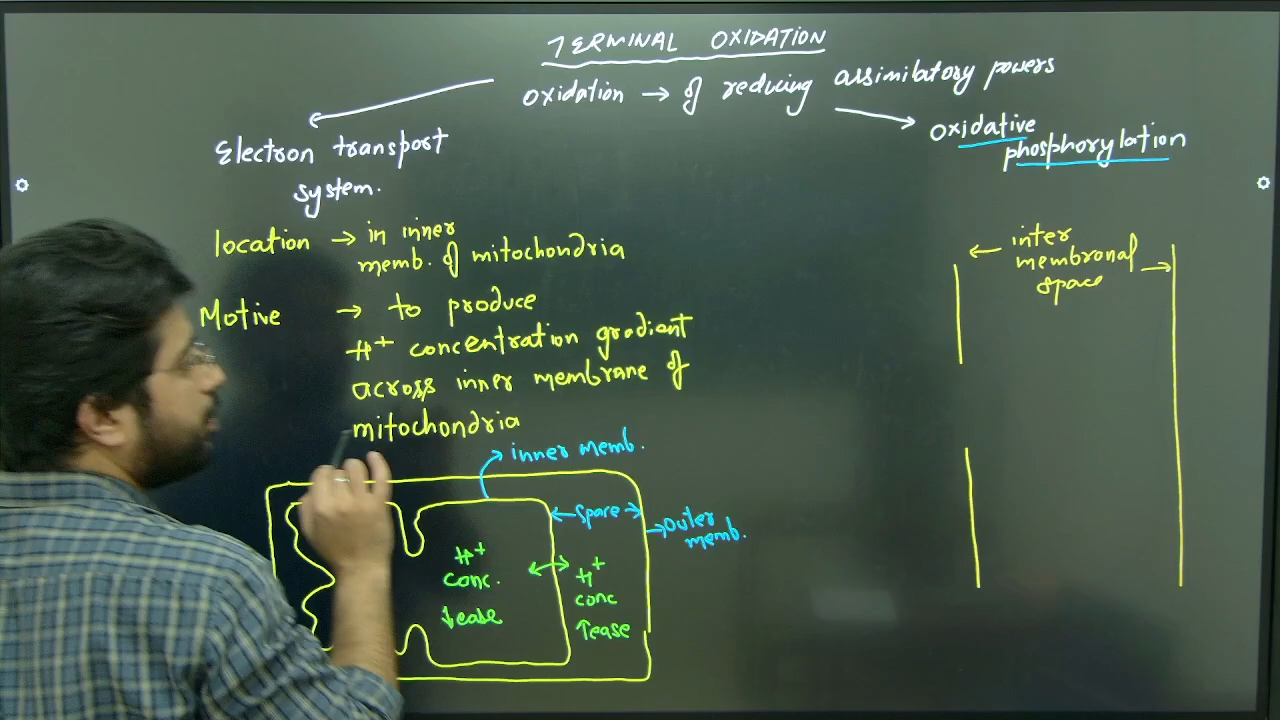 TERMINAL OXIDATION
oxidation → of reducing assimilatory powers
Electron transport
system.
oxidative
phosphorylation
location → in inner
memb. of mitochondria
Motive → to produce
H+ concentration gradient
across inner membrane of
mitochondria
inner memb.
← space →
→ outer
memb.
H+
conc.
↓ease
H+
conc
↑ease
← inter
membronal →
space